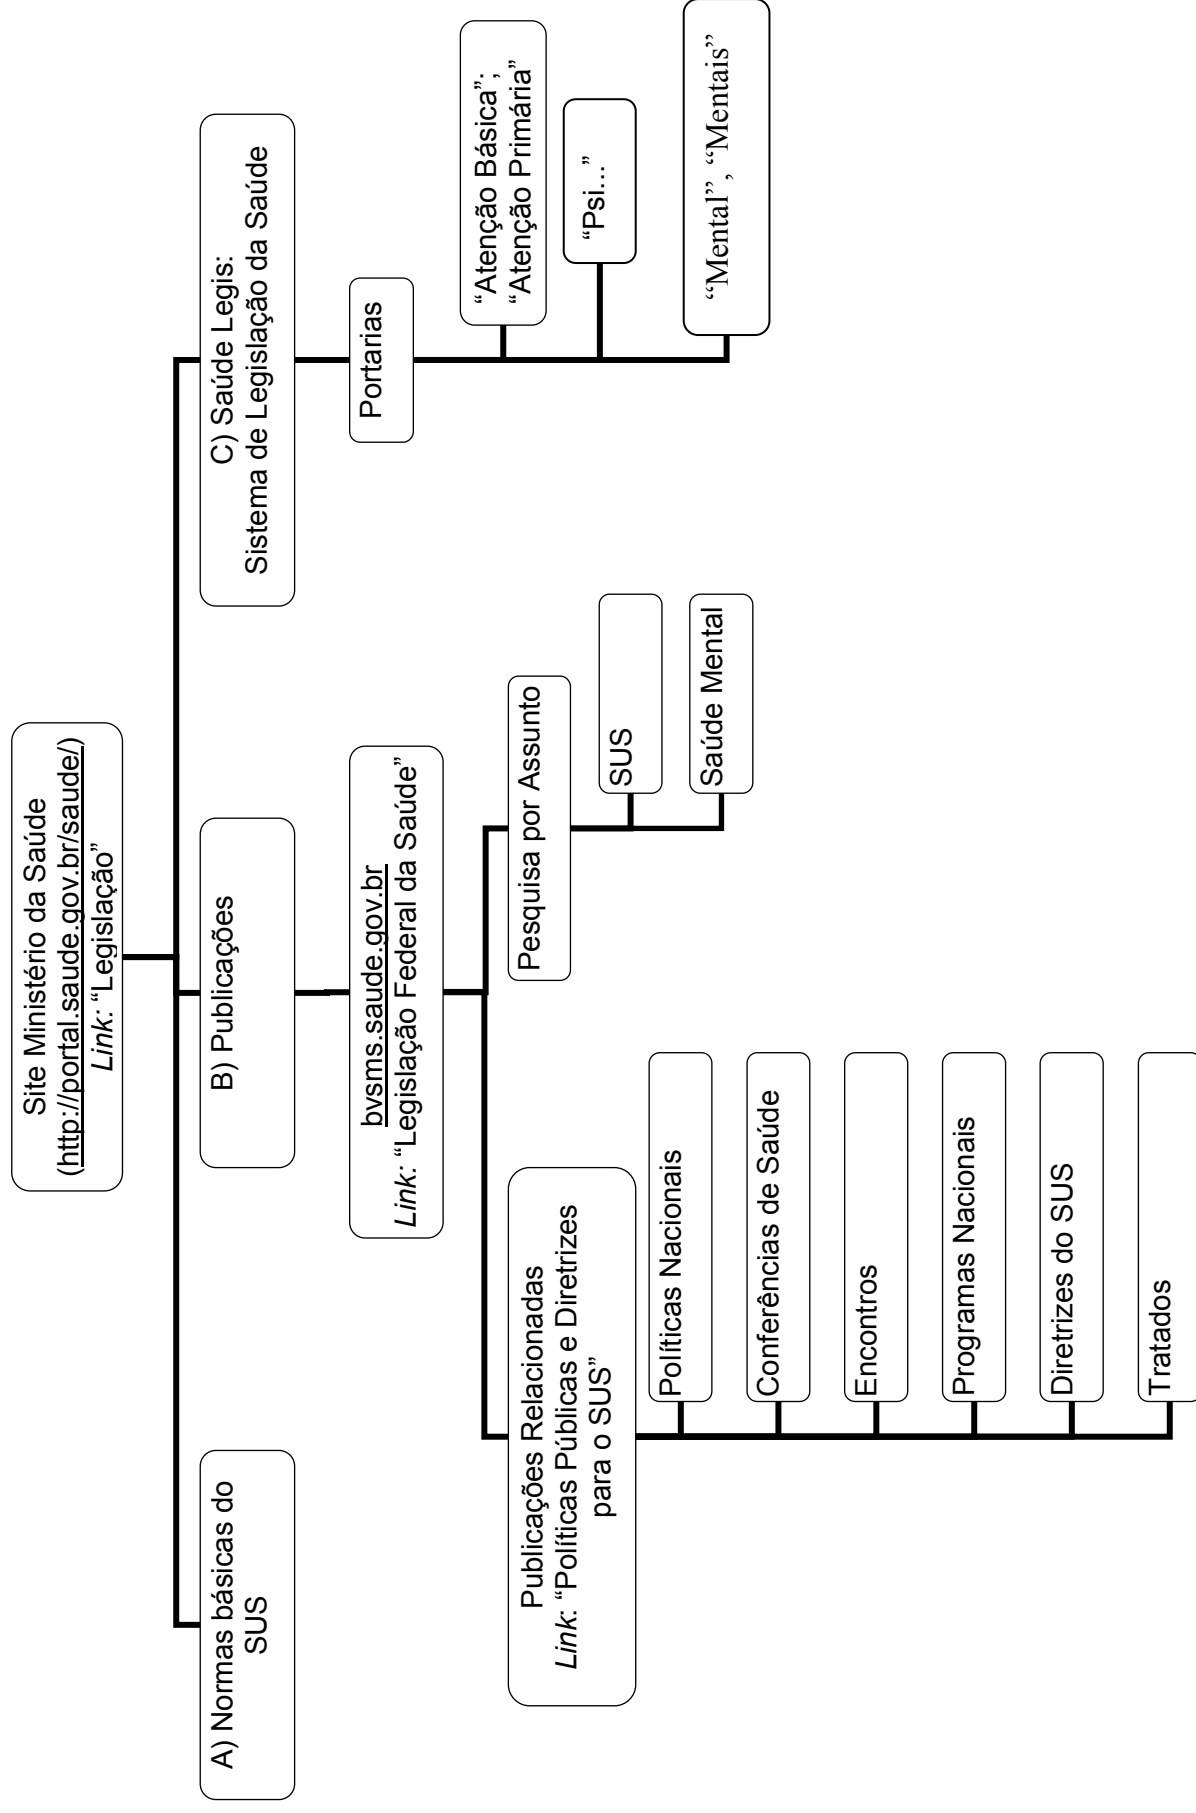 Site Ministério da Saúde
(http://portal.saude.gov.br/saude/)
Link: “Legislação”
A) Normas básicas do
SUS
B) Publicações
bvsms.saude.gov.br
Link: “Legislação Federal da Saúde”
Publicações Relacionadas
Link: “Políticas Públicas e Diretrizes
para o SUS”
Políticas Nacionais
Conferências de Saúde
Encontros
Programas Nacionais
Diretrizes do SUS
Tratados
Pesquisa por Assunto
SUS
Saúde Mental
C) Saúde Legis:
Sistema de Legislação da Saúde
Portarias
“Atenção Básica”;
“Atenção Primária”
“Psi...”
“Mental”, “Mentais”